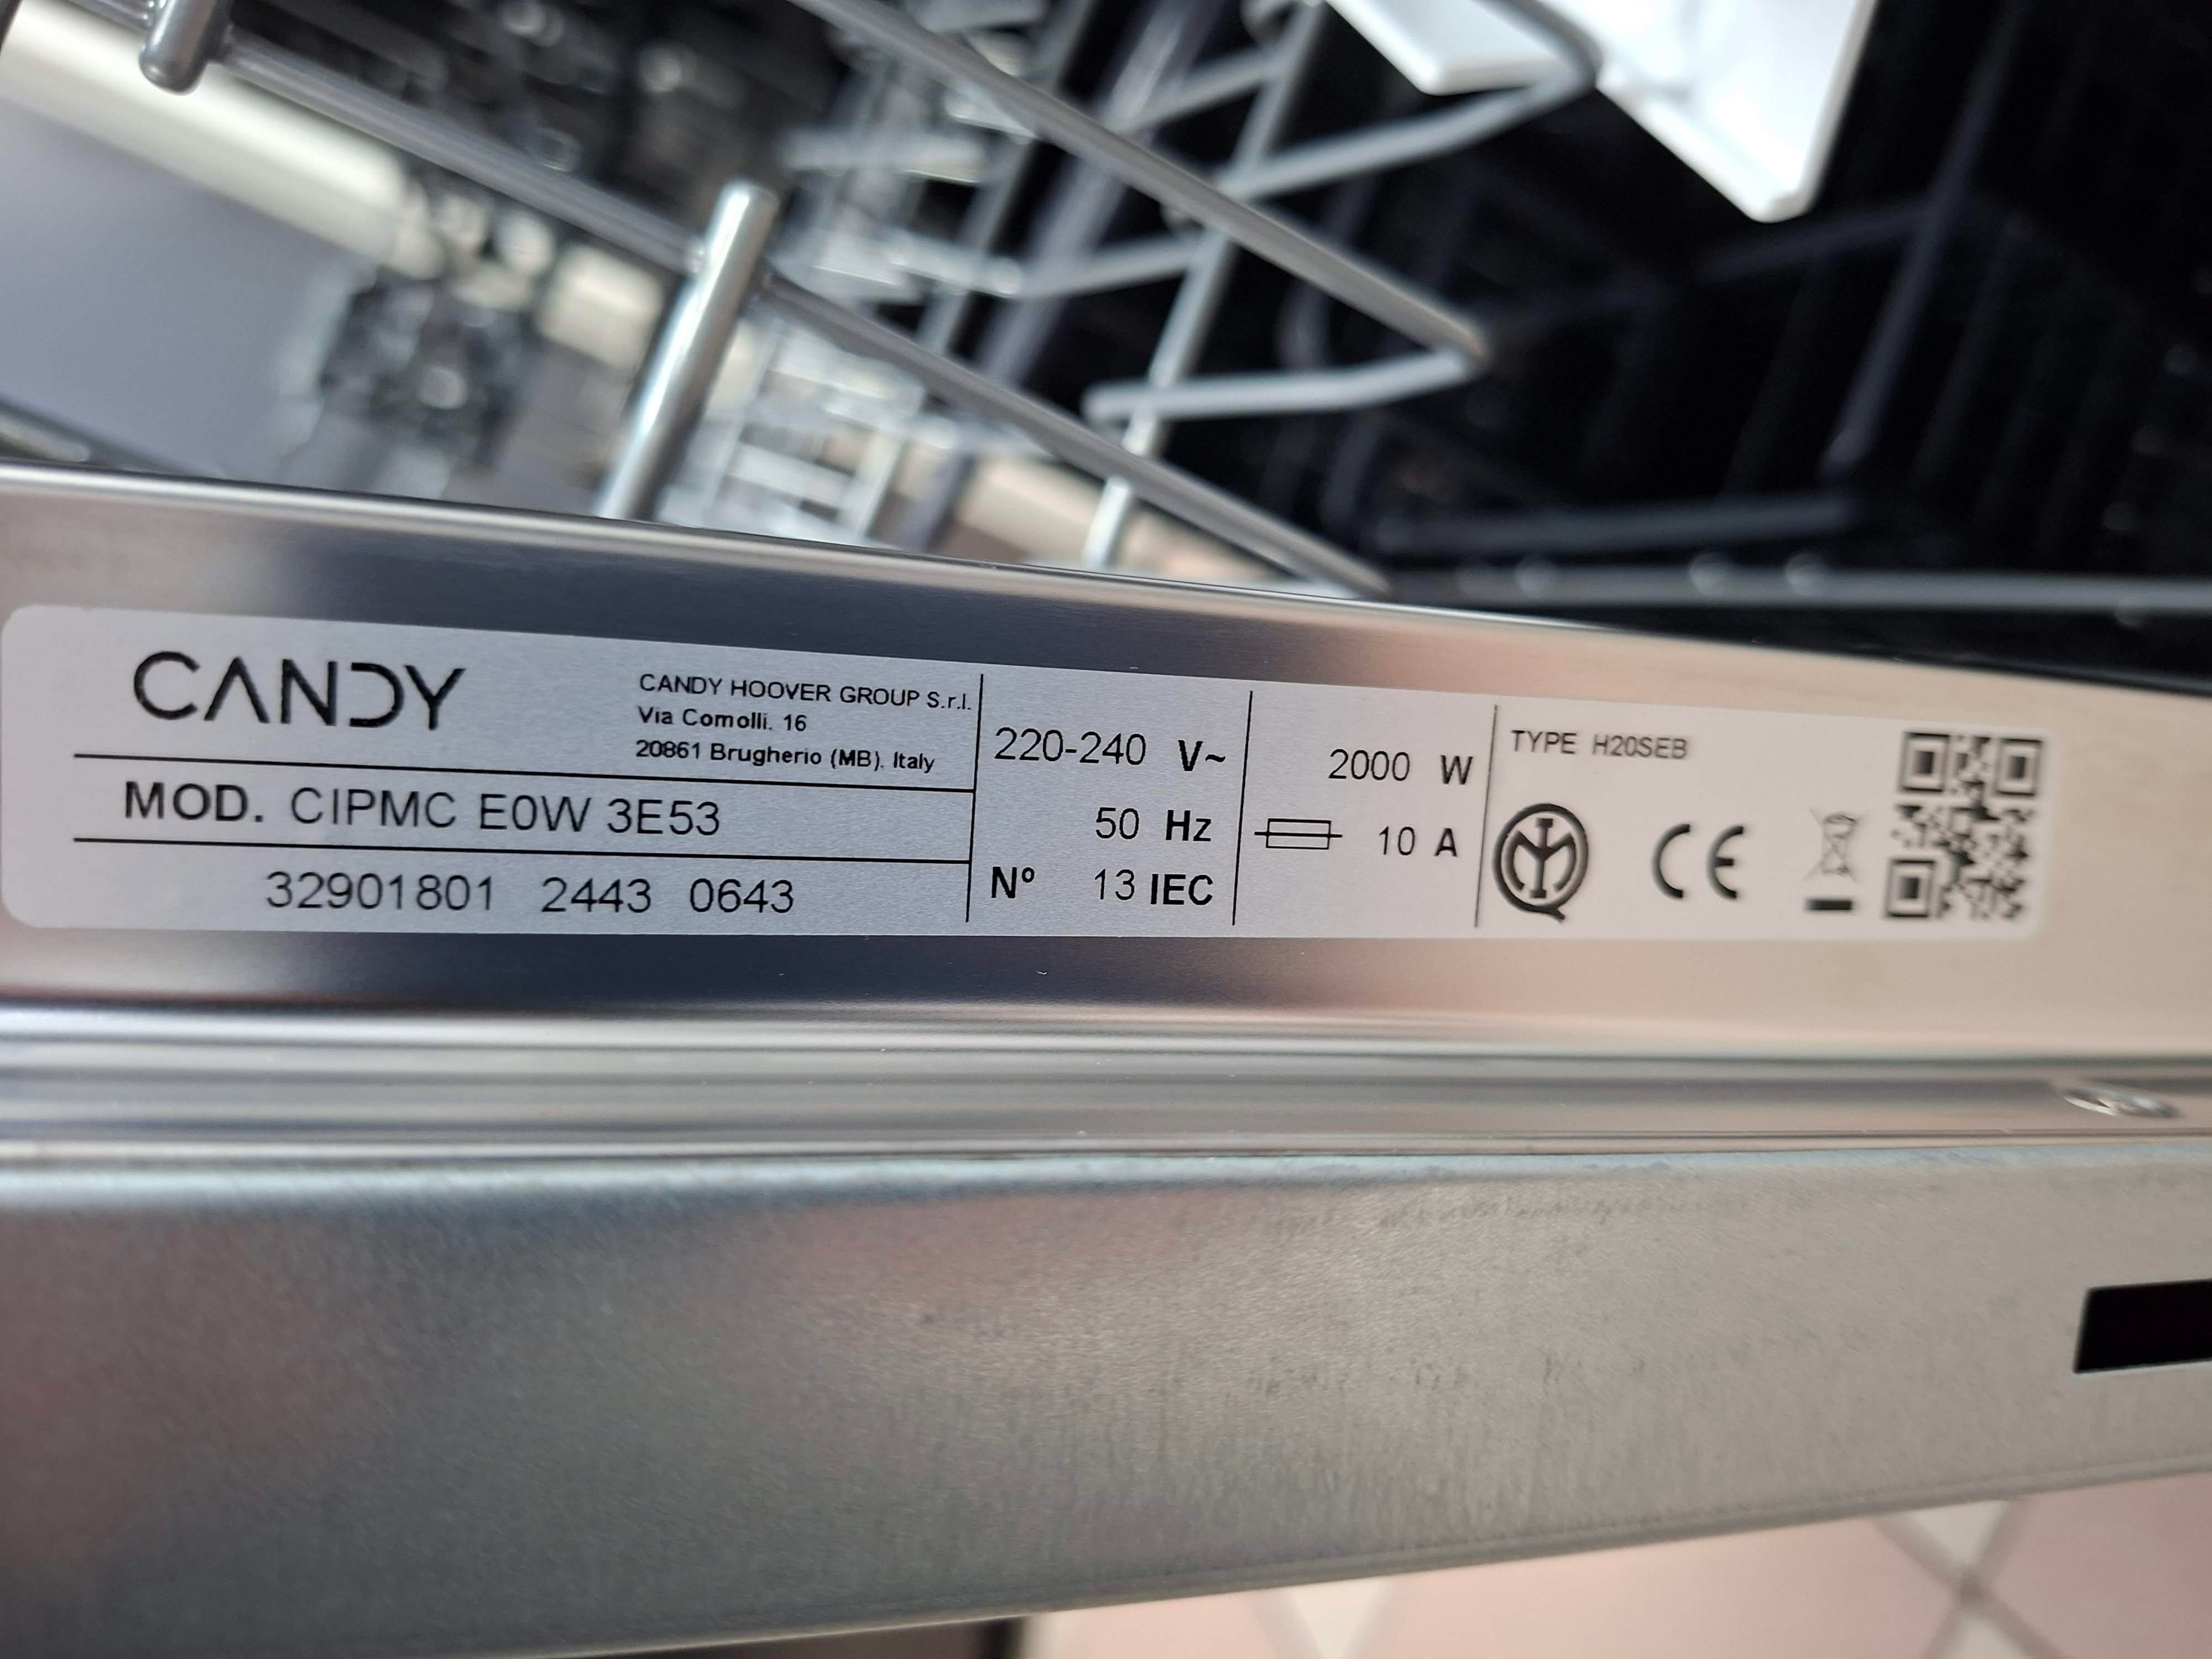 CANDY
CANDY HOOVER GROUP S.r.l.
Via Comolli. 16
20861 Brugherio (MB). Italy
MOD. CIPMC E0W 3E53
32901801 2443 0643
220-240 V~
50 Hz
Nº 13 IEC
2000 W
10 A
TYPE H20SEB
CE